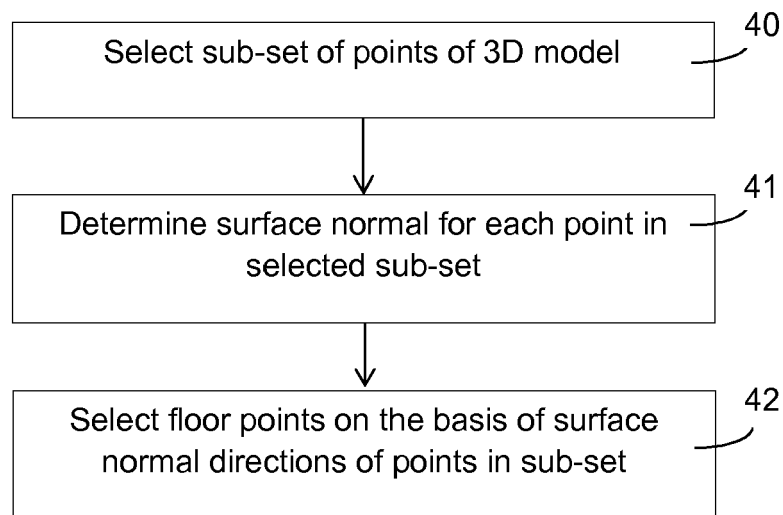 40
Select sub-set of points of 3D model
41
Determine surface normal for each point in
selected sub-set
42
Select floor points on the basis of surface
normal directions of points in sub-set